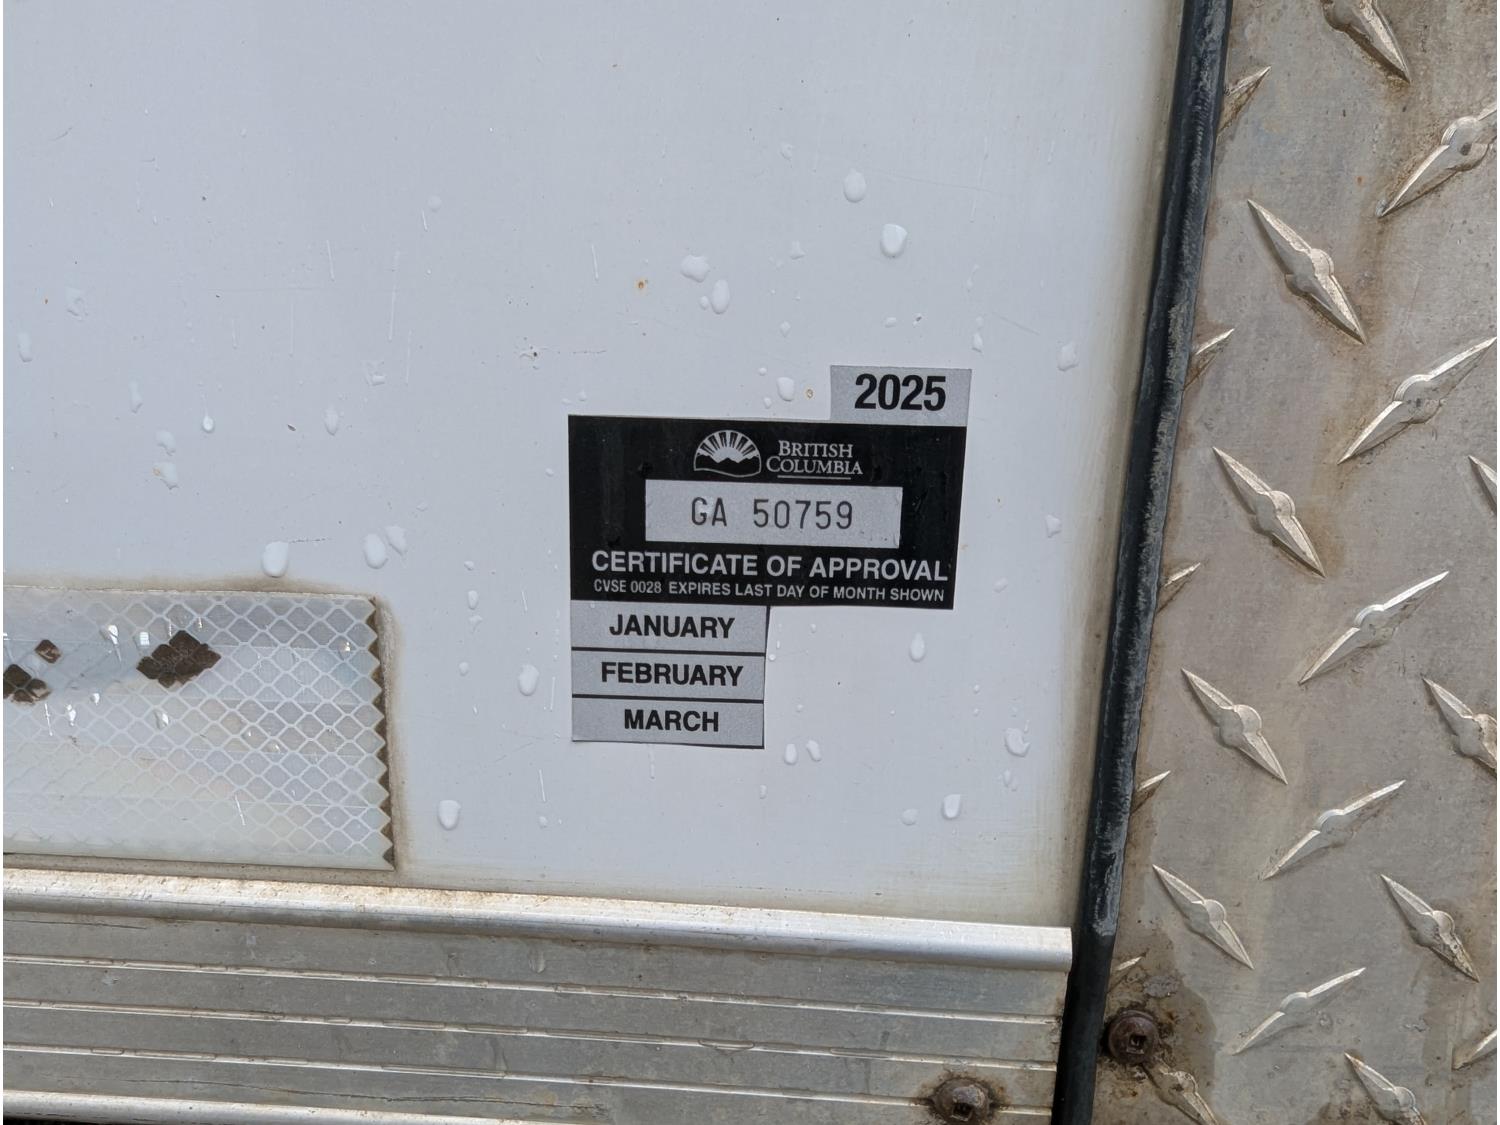 2025
BRITISH
COLUMBIA
GA 50759
CERTIFICATE OF APPROVAL
CVSE 0028 EXPIRES LAST DAY OF MONTH SHOWN
JANUARY
FEBRUARY
MARCH